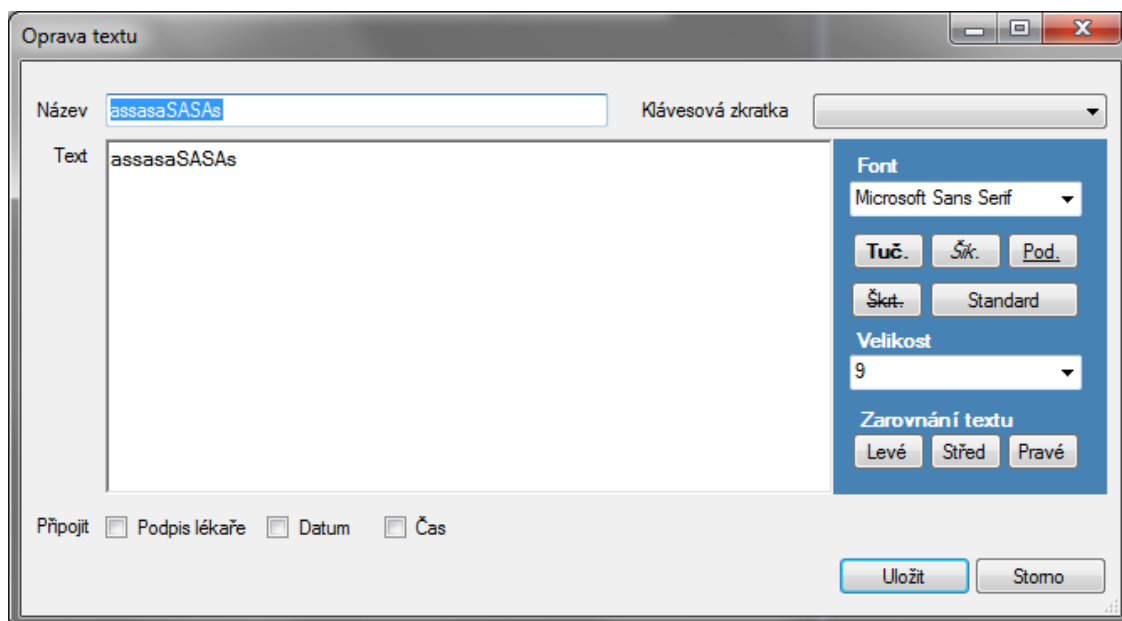 Oprava textu
Název assasaSASAs Klávesová zkratka
Text assasaSASAs
Font
Microsoft Sans Serif
Tuč. Šik. Pod.
Škrt. Standard
Velikost
9
Zarovnání textu
Levé Střed Pravé
Připojit Podpis lékaře Datum Čas
Uložit Storno